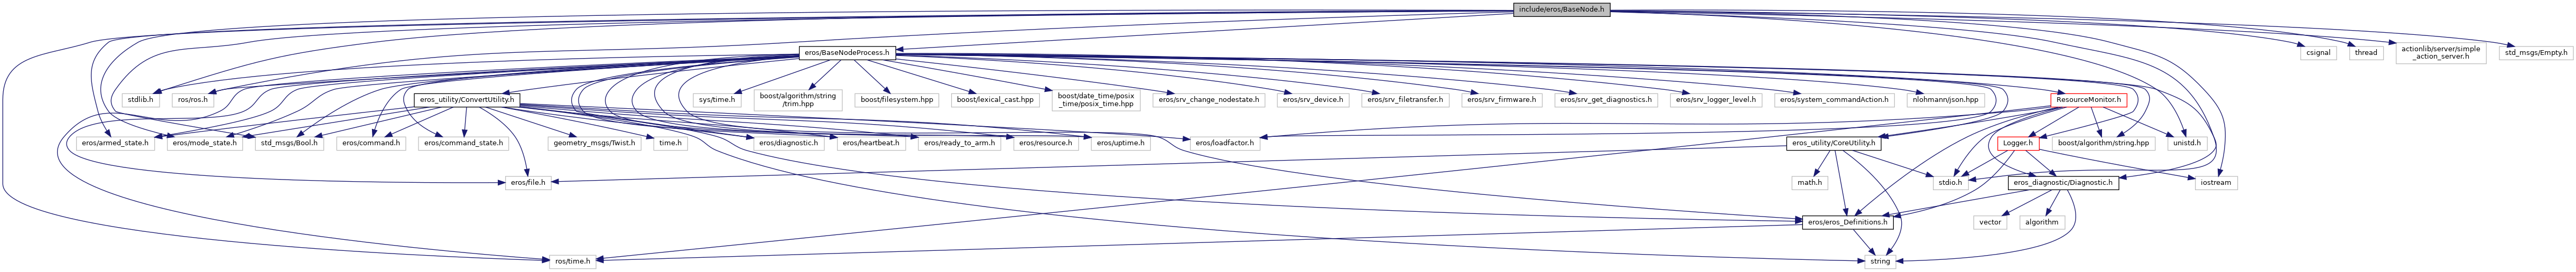 include/eros/BaseNode.h
eros/BaseNodeProcess.h
csignal
thread
actionlib/server/simple
_action_server.h
std_msgs/Empty.h
stdlib.h
ros/ros.h
eros_utility/ConvertUtility.h
sys/time.h
boost/algorithm/string
/trim.hpp
boost/filesystem.hpp
boost/lexical_cast.hpp
boost/date_time/posix
_time/posix_time.hpp
eros/srv_change_nodestate.h
eros/srv_device.h
eros/srv_filetransfer.h
eros/srv_firmware.h
eros/srv_get_diagnostics.h
eros/srv_logger_level.h
eros/system_commandAction.h
nlohmann/json.hpp
ResourceMonitor.h
eros/armed_state.h
eros/mode_state.h
std_msgs/Bool.h
eros/command.h
eros/command_state.h
geometry_msgs/Twist.h
time.h
eros/diagnostic.h
eros/heartbeat.h
eros/ready_to_arm.h
eros/resource.h
eros/uptime.h
eros/loadfactor.h
eros_utility/CoreUtility.h
Logger.h
boost/algorithm/string.hpp
unistd.h
eros/file.h
math.h
stdio.h
eros_diagnostic/Diagnostic.h
iostream
eros/eros_Definitions.h
vector
algorithm
ros/time.h
string